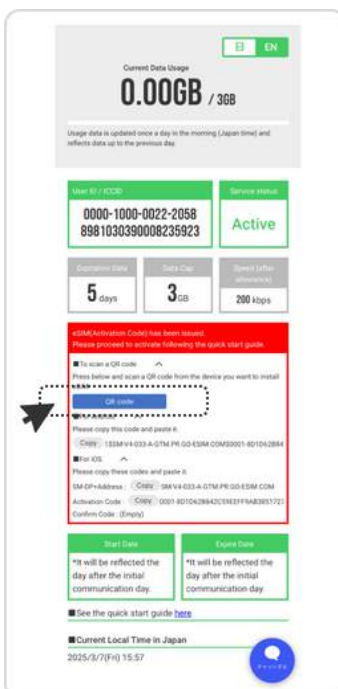 日 EN
Current Data Usage
0.00GB / 3GB
Usage data is updated once a day in the morning (Japan time) and
reflects data up to the previous day.
User ID / ICCID
0000-1000-0022-2058
8981030390008235923
Service status
Active
Expiration Date
5 days
Data Cap
3GB
Speed (after
allowance)
200 kbps
eSIM(Activation Code) has been issued.
Please proceed to activate following the quick start guide.
■To scan a QR code
Press below and scan a QR code from the device you want to install
QR code
Please copy this code and paste it.
Copy
■For iOS
Please copy these codes and paste it.
SM-DP+Address : Copy SM-V4-033-A-GTM.PR.GO-ESIM.COM
Activation Code : Copy
Confirm Code : (Empty)
Start Date
*It will be reflected the
day after the initial
communication day.
Expire Date
*It will be reflected the
day after the initial
communication day.
■See the quick start guide here
■Current Local Time in Japan
2025/3/7(Fri) 15:57